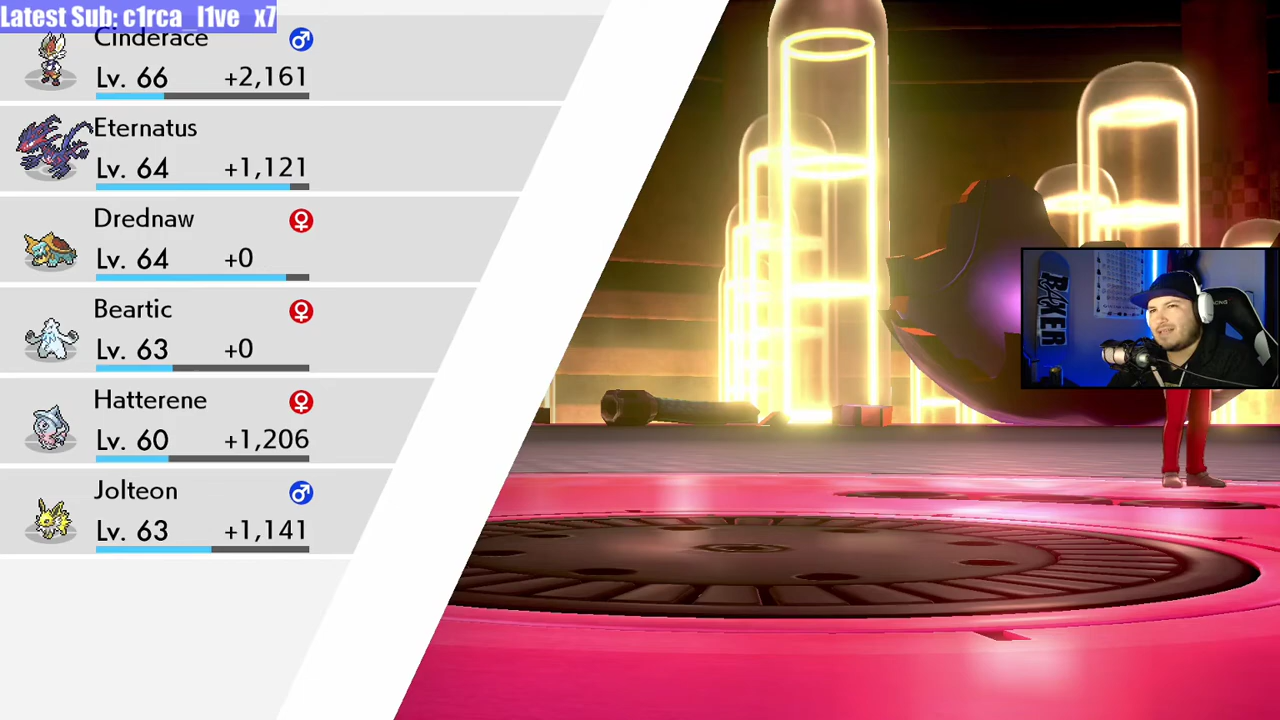 Latest Sub: c1rca_l1ve x7
Cinderace ♂
Lv. 66 +2,161
Eternatus
Lv. 64 +1,121
Drednaw ♀
Lv. 64 +0
Beartic ♀
Lv. 63 +0
Hatterene ♀
Lv. 60 +1,206
Jolteon ♂
Lv. 63 +1,141
BAXER